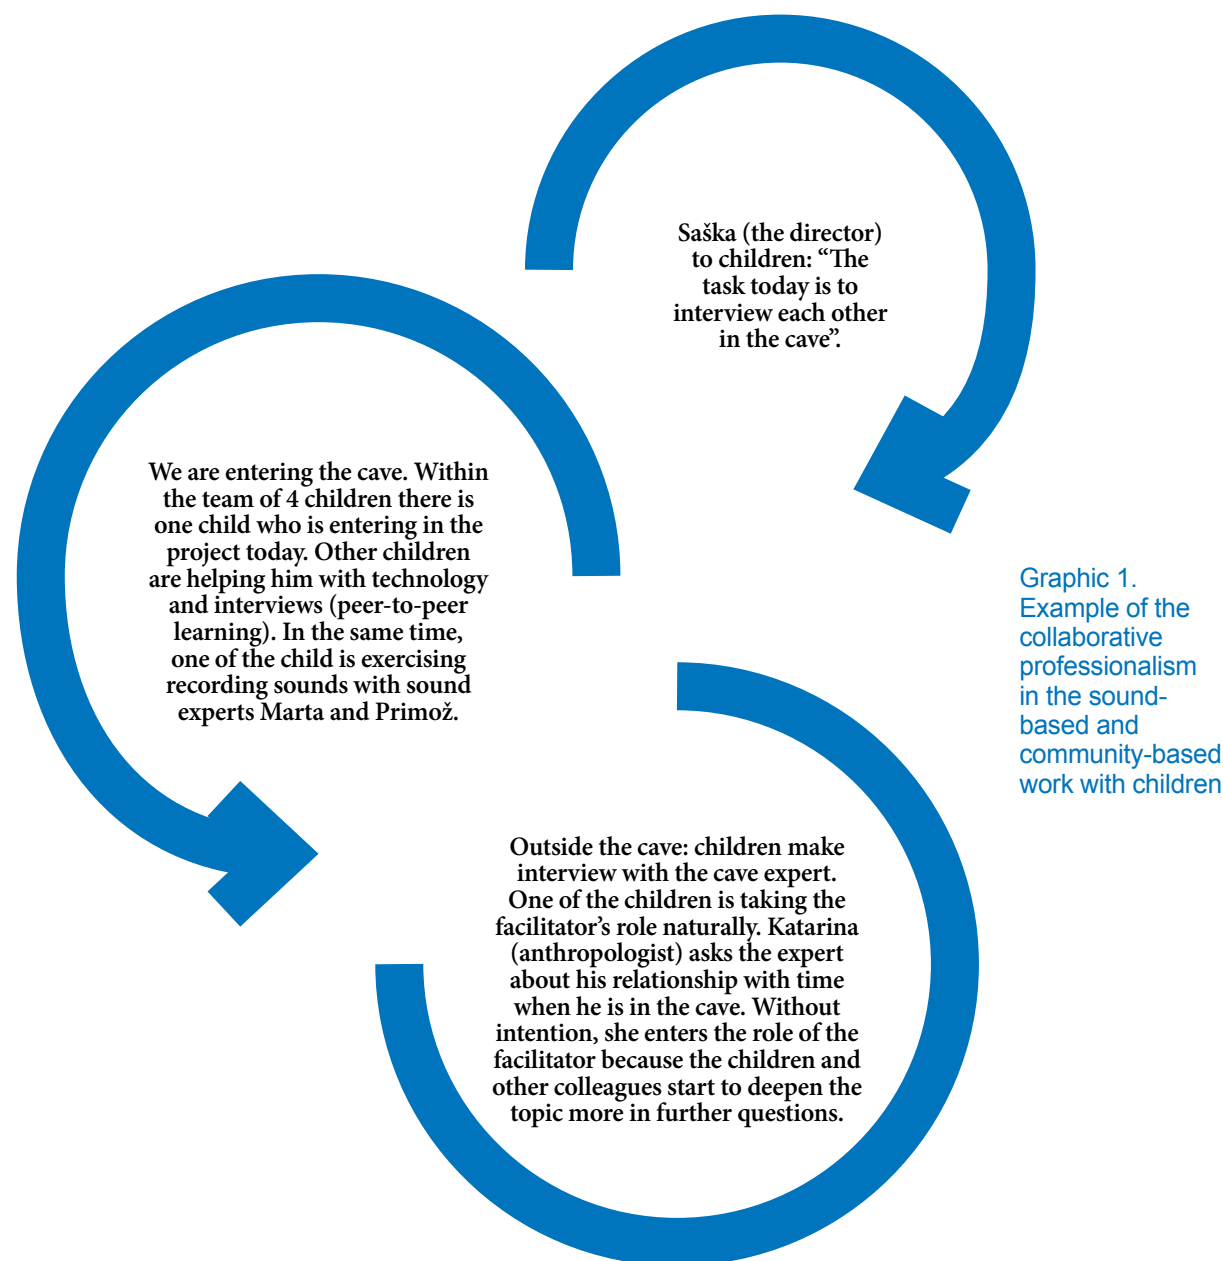 Saška (the director)
to children: “The
task today is to
interview each other
in the cave”.
We are entering the cave. Within
the team of 4 children there is
one child who is entering in the
project today. Other children
are helping him with technology
and interviews (peer-to-peer
learning). In the same time,
one of the child is exercising
recording sounds with sound
experts Marta and Primož.
Outside the cave: children make
interview with the cave expert.
One of the children is taking the
facilitator’s role naturally. Katarina
(anthropologist) asks the expert
about his relationship with time
when he is in the cave. Without
intention, she enters the role of the
facilitator because the children and
other colleagues start to deepen the
topic more in further questions.
Graphic 1.
Example of the
collaborative
professionalism
in the sound-
based and
community-based
work with children